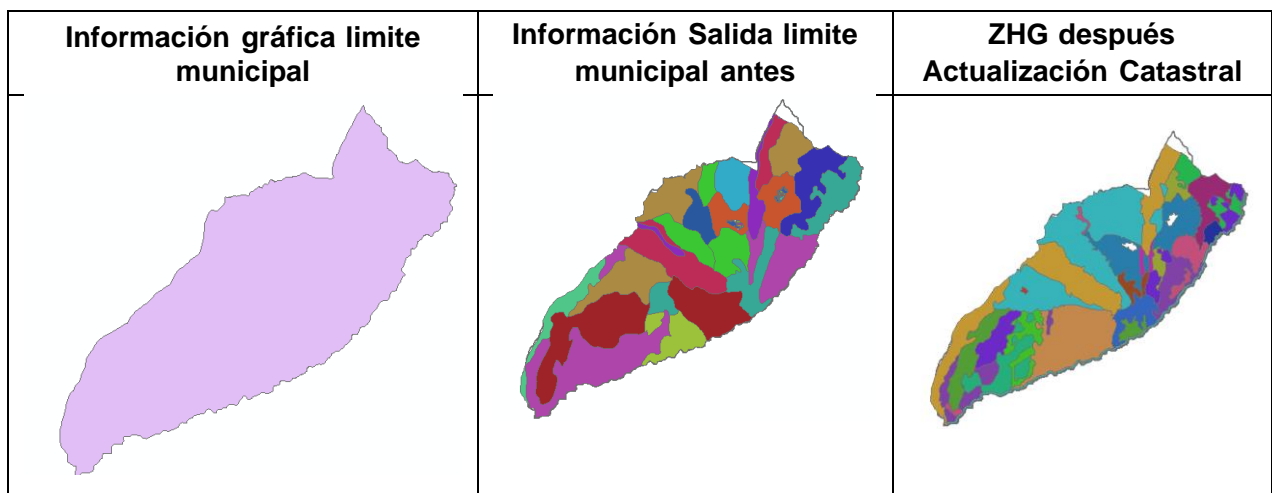 Información gráfica limite
municipal
Información Salida limite
municipal antes
ZHG después
Actualización Catastral